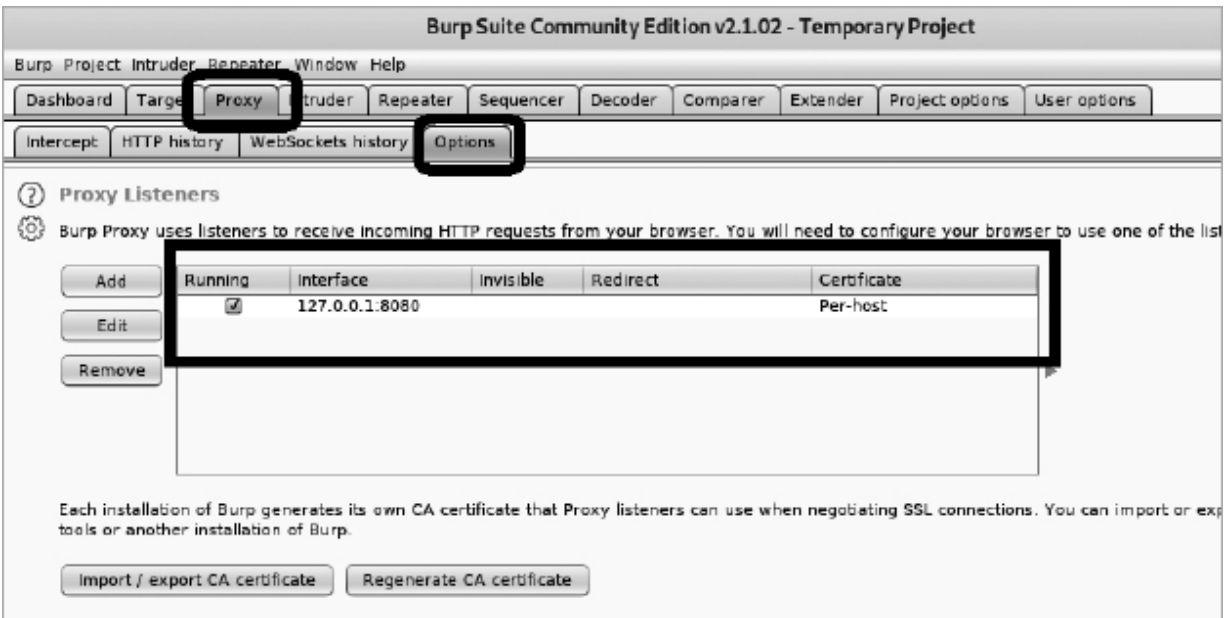 Burp Suite Community Edition v2.1.02 - Temporary Project
Burp Project Intruder Repeater Window Help
Dashboard Targe Proxy truder Repeater Sequencer Decoder Comparer Extender Project options User options
Intercept HTTP history WebSockets history Options
? Proxy Listeners
Burp Proxy uses listeners to receive incoming HTTP requests from your browser. You will need to configure your browser to use one of the list
Add Running Interface Invisible Redirect Certificate
127.0.0.1:8080 Per-host
Edit
Remove
Each installation of Burp generates its own CA certificate that Proxy listeners can use when negotiating SSL connections. You can import or exp
tools or another installation of Burp.
Import / export CA certificate Regenerate CA certificate